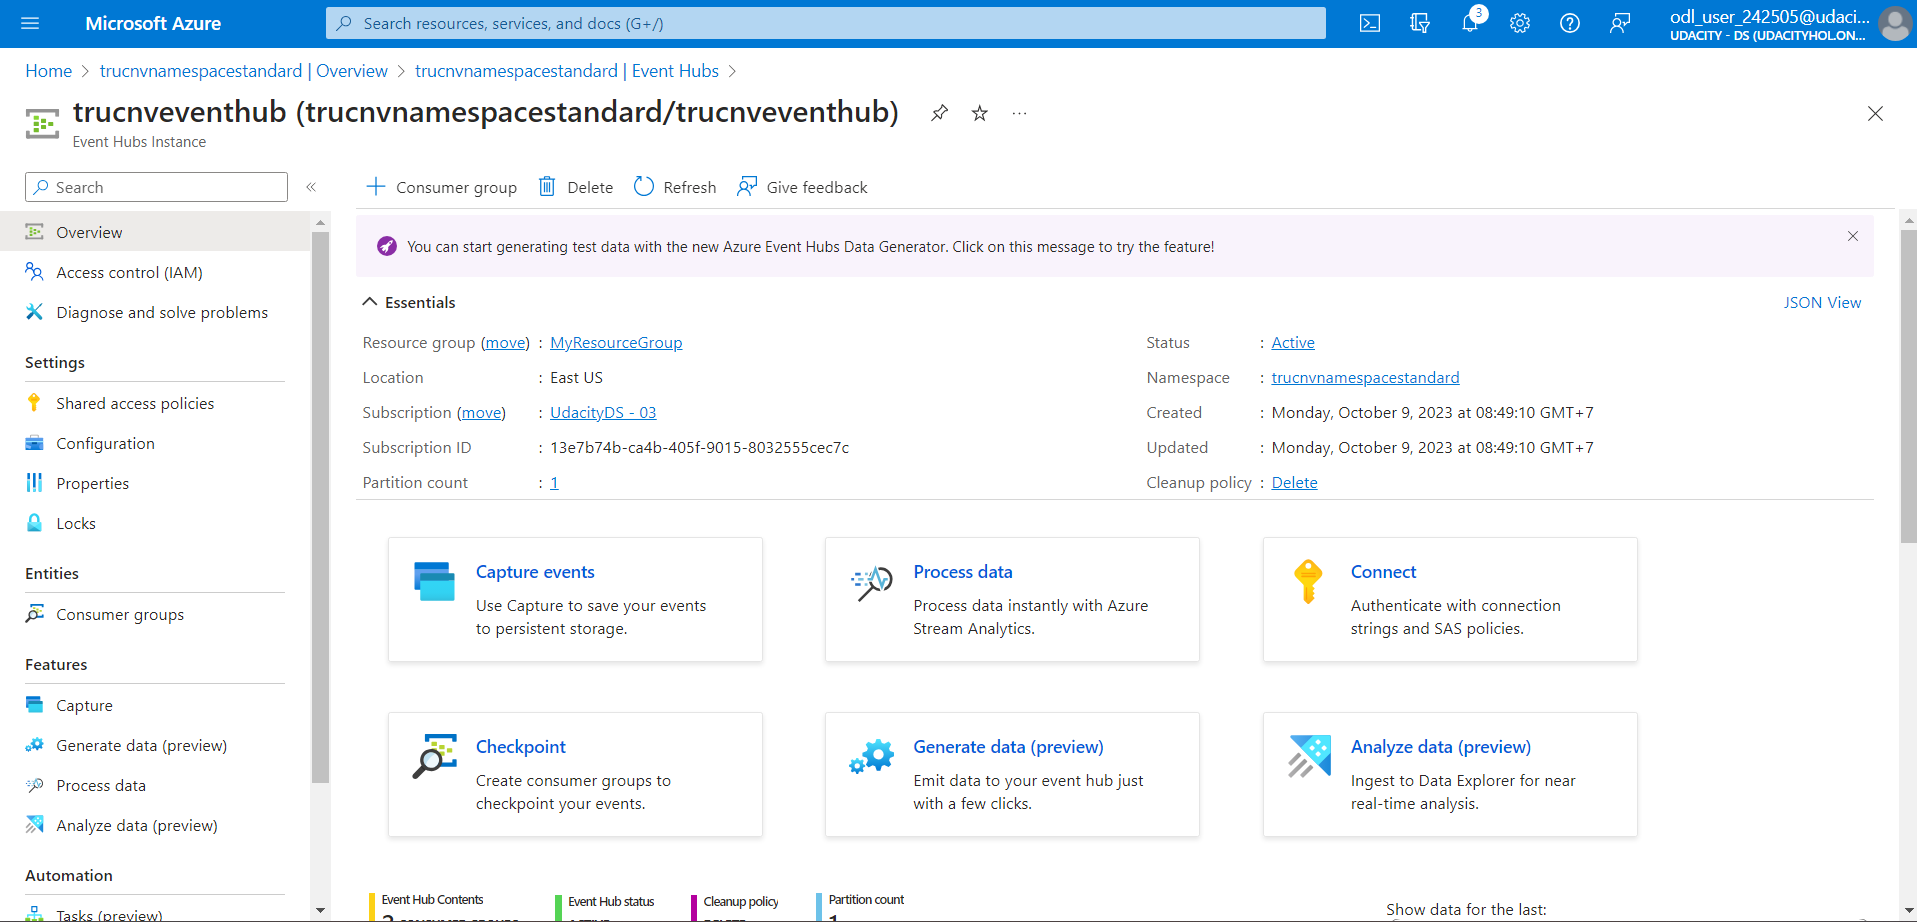 Microsoft Azure
Search resources, services, and docs (G+/)
3
odl_user_242505@udaci...
UDACITY - DS (UDACITYHOL.ON...
Home > trucnvnamespacestandard | Overview > trucnvnamespacestandard | Event Hubs >
trucnveventhub (trucnvnamespacestandard/trucnveventhub)
Event Hubs Instance
Search
Overview
Access control (IAM)
Diagnose and solve problems
Settings
Shared access policies
Configuration
Properties
Locks
Entities
Consumer groups
Features
Capture
Generate data (preview)
Process data
Analyze data (preview)
Automation
Tasks (preview)
Consumer group
Delete
Refresh
Give feedback
You can start generating test data with the new Azure Event Hubs Data Generator. Click on this message to try the feature!
Essentials
JSON View
Resource group (move) : MyResourceGroup
Location : East US
Subscription (move) : UdacityDS - 03
Subscription ID : 13e7b74b-ca4b-405f-9015-8032555cec7c
Partition count : 1
Status : Active
Namespace : trucnvnamespacestandard
Created : Monday, October 9, 2023 at 08:49:10 GMT+7
Updated : Monday, October 9, 2023 at 08:49:10 GMT+7
Cleanup policy : Delete
Capture events
Use Capture to save your events
to persistent storage.
Process data
Process data instantly with Azure
Stream Analytics.
Connect
Authenticate with connection
strings and SAS policies.
Checkpoint
Create consumer groups to
checkpoint your events.
Generate data (preview)
Emit data to your event hub just
with a few clicks.
Analyze data (preview)
Ingest to Data Explorer for near
real-time analysis.
Event Hub Contents
Event Hub status
Cleanup policy
Partition count
1
Show data for the last: